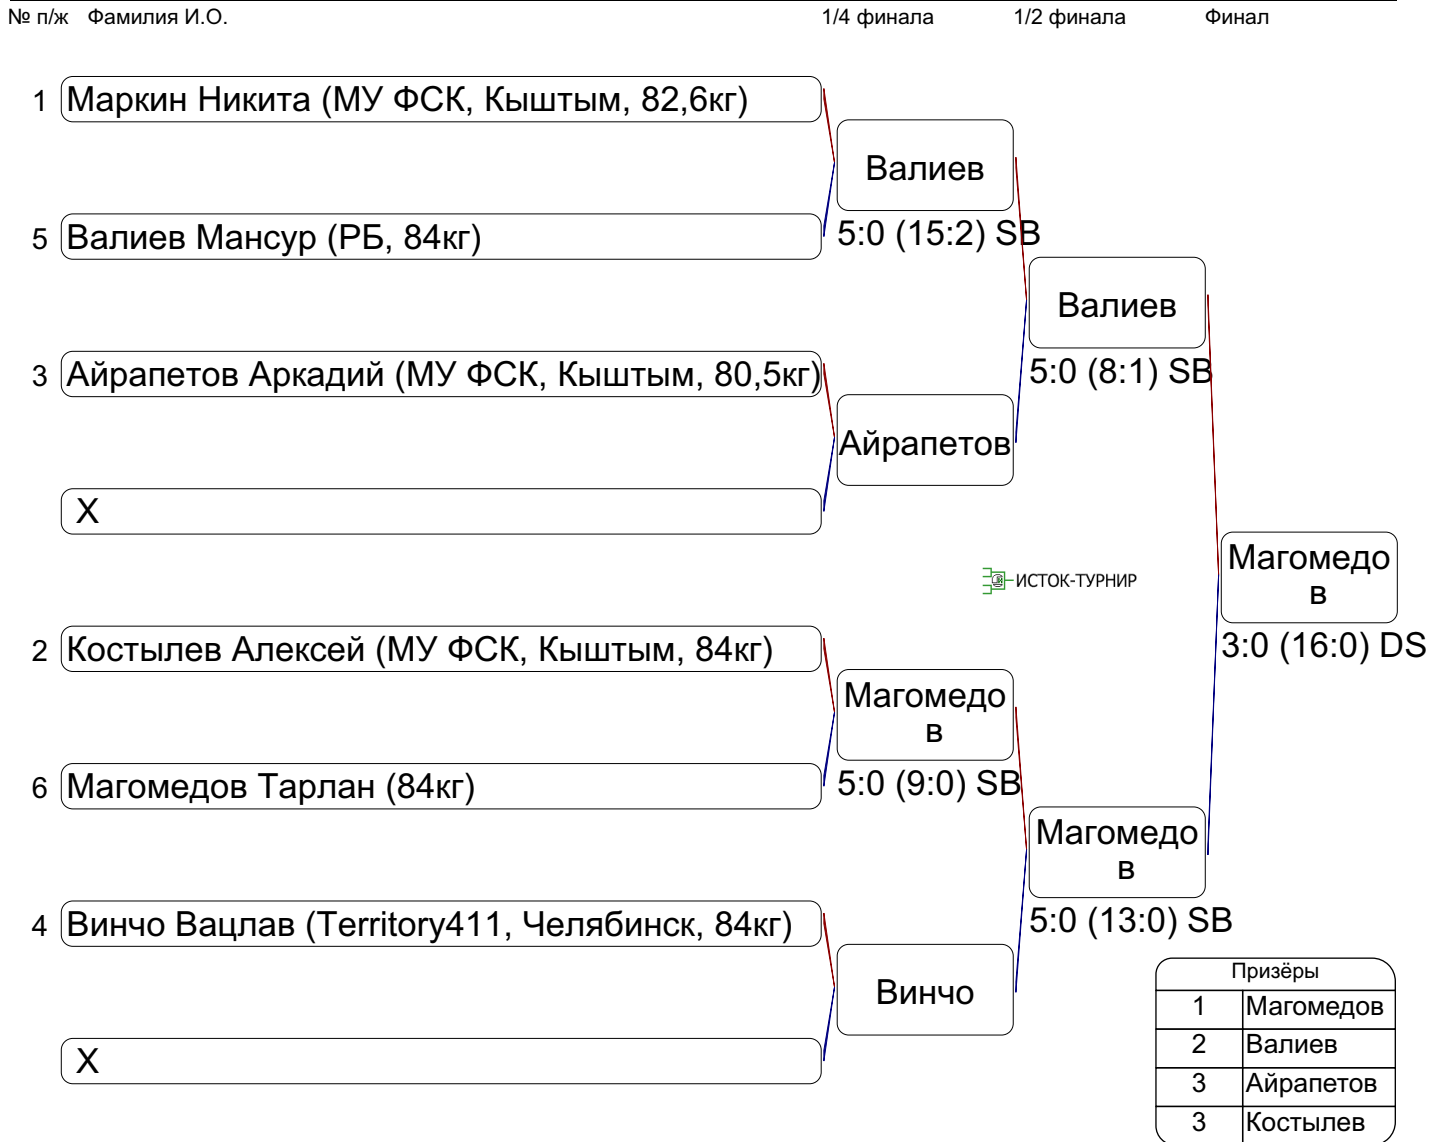 № п/ж Фамилия И.О. 1/4 финала 1/2 финала Финал
1 Маркин Никита (МУ ФСК, Кыштым, 82,6кг)
Валиев
5 Валиев Мансур (РБ, 84кг)
5:0 (15:2) SB
Валиев
3 Айрапетов Аркадий (МУ ФСК, Кыштым, 80,5кг)
5:0 (8:1) SB
Айрапетов
X
Магомедо
в
ИСТОК-ТУРНИР
3:0 (16:0) DS
2 Костылев Алексей (МУ ФСК, Кыштым, 84кг)
Магомедо
в
6 Магомедов Тарлан (84кг)
5:0 (9:0) SB
Магомедо
в
4 Винчо Вацлав (Territory411, Челябинск, 84кг)
5:0 (13:0) SB
Винчо
X
Призёры
1 Магомедов
2 Валиев
3 Айрапетов
3 Костылев